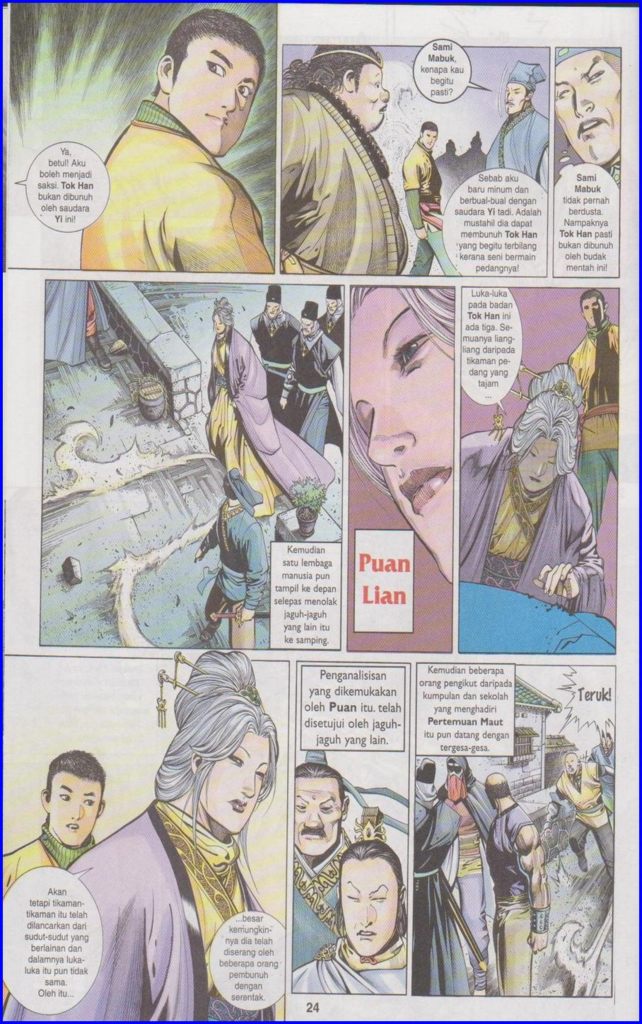 Ya,
betul! Aku
boleh menjadi
saksi. Tok Han
bukan dibunuh
oleh saudara
Yi ini!
Sami
Mabuk,
kenapa kau
begitu
pasti?
Sebab aku
baru minum dan
berbual-bual dengan
saudara Yi tadi. Adalah
mustahil dia dapat
membunuh Tok Han
yang begitu terbilang
kerana seni bermain
pedangnya!
Sami
Mabuk
tidak pernah
berdusta.
Nampaknya
Tok Han pasti
bukan dibunuh
oleh budak
mentah ini!
Kemudian
satu lembaga
manusia pun
tampil ke depan
selepas menolak
jaguh-jaguh
yang lain itu
ke samping.
Puan
Lian
Luka-luka
pada badan
Tok Han ini
ada tiga. Se-
muanya liang-
liang daripada
tikaman pe-
dang yang
tajam
...
Akan
tetapi tikaman-
tikaman itu telah
dilancarkan dari
sudut-sudut yang
berlainan dan
dalamnya luka-
luka itu pun tidak
sama.
Oleh itu...
...besar
kemungkin-
nya dia telah
diserang oleh
beberapa orang
pembunuh
dengan
serentak.
Penganalisisan
yang dikemukakan
oleh Puan itu. telah
disetujui oleh jaguh-
jaguh yang lain.
Kemudian beberapa
orang pengikut daripada
kumpulan dan sekolah
yang menghadiri
Pertemuan Maut
itu pun datang dengan
tergesa-gesa.
Teruk!
24